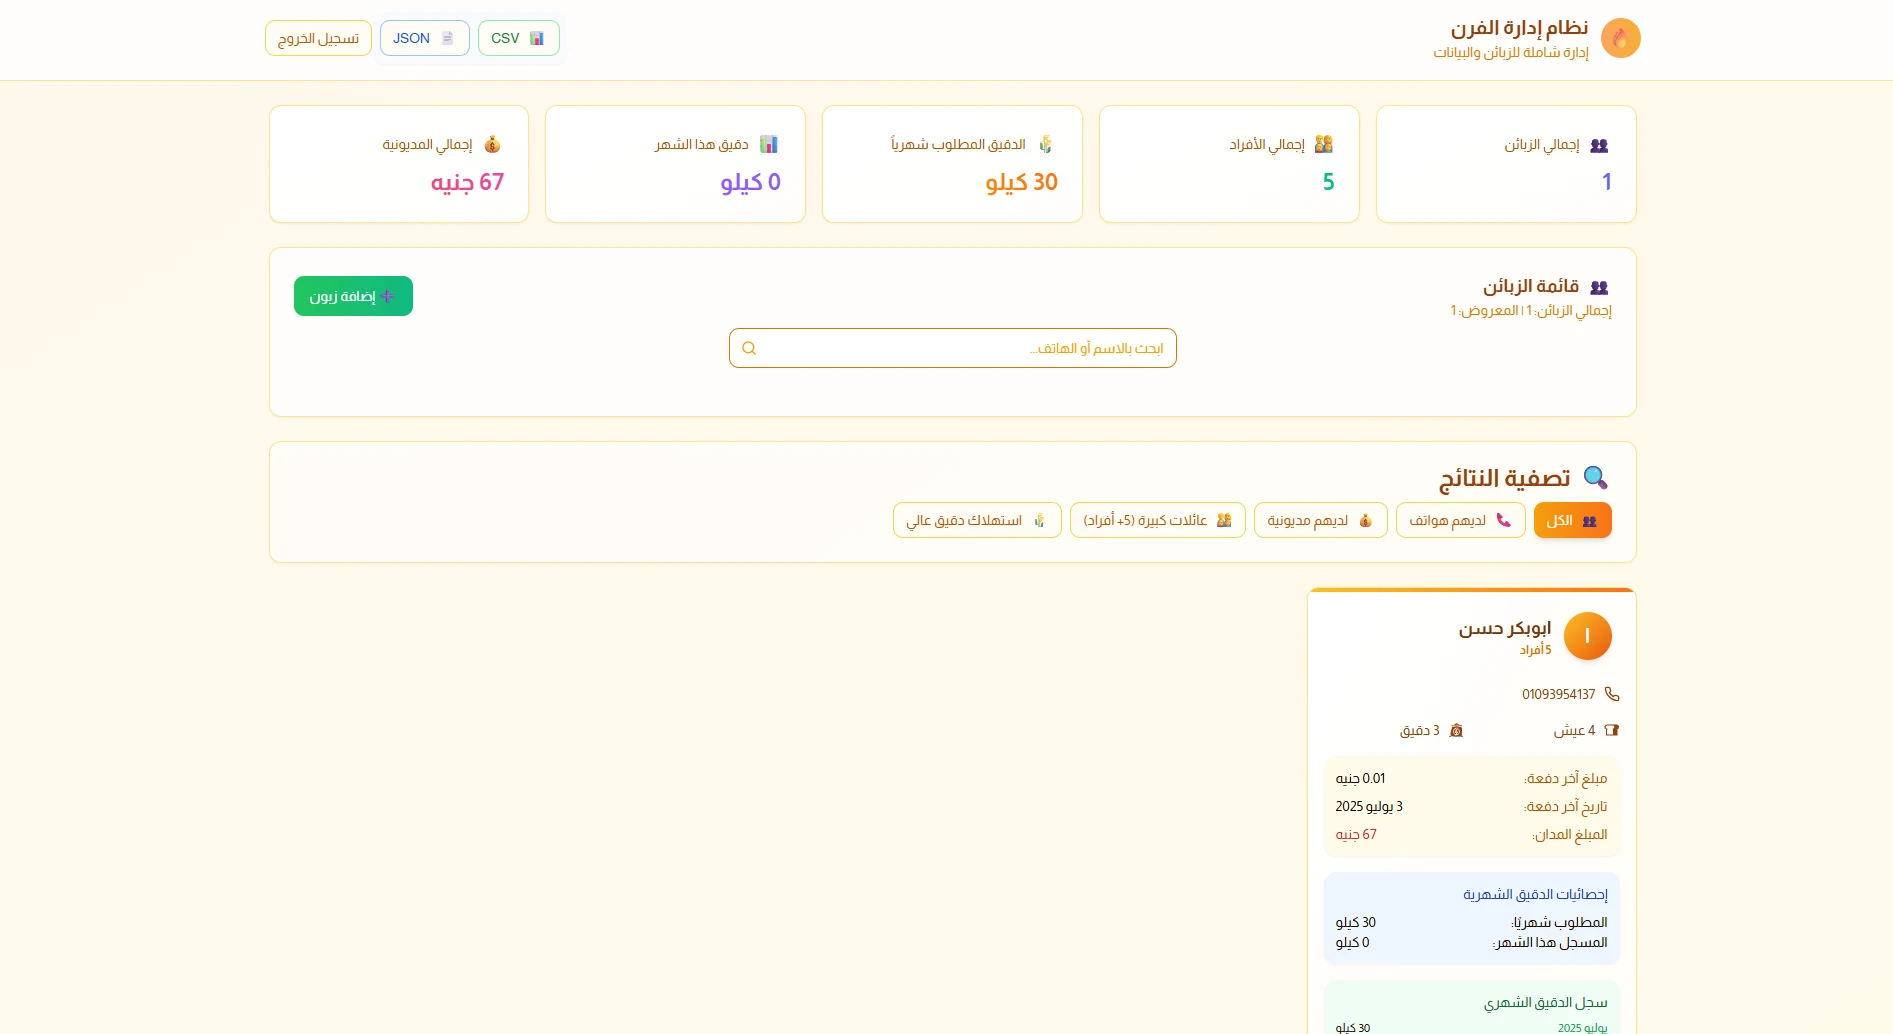 نظام إدارة الفرن
إدارة شاملة للزبائن والبيانات
CSV
JSON
تسجيل الخروج
إجمالي الزبائن
1
إجمالي الأفراد
5
الدقيق المطلوب شهرياً
30 كيلو
دقيق هذا الشهر
0 كيلو
إجمالي المديونية
67 جنيه
قائمة الزبائن
إجمالي الزبائن: 1 | المعروض: 1
إضافة زبون
ابحث بالاسم أو الهاتف...
تصفية النتائج
الكل
لديهم هواتف
لديهم مديونية
عائلات كبيرة (5+ أفراد)
استهلاك دقيق عالي
ا
ابوبكر حسن
5 أفراد
01093954137
4 عيش
3 دقيق
مبلغ آخر دفعة: 0.01 جنيه
تاريخ آخر دفعة: 3 يوليو 2025
المبلغ المدان: 67 جنيه
إحصائيات الدقيق الشهرية
المطلوب شهريًا: 30 كيلو
المسجل هذا الشهر: 0 كيلو
سجل الدقيق الشهري
يوليو 2025 30 كيلو